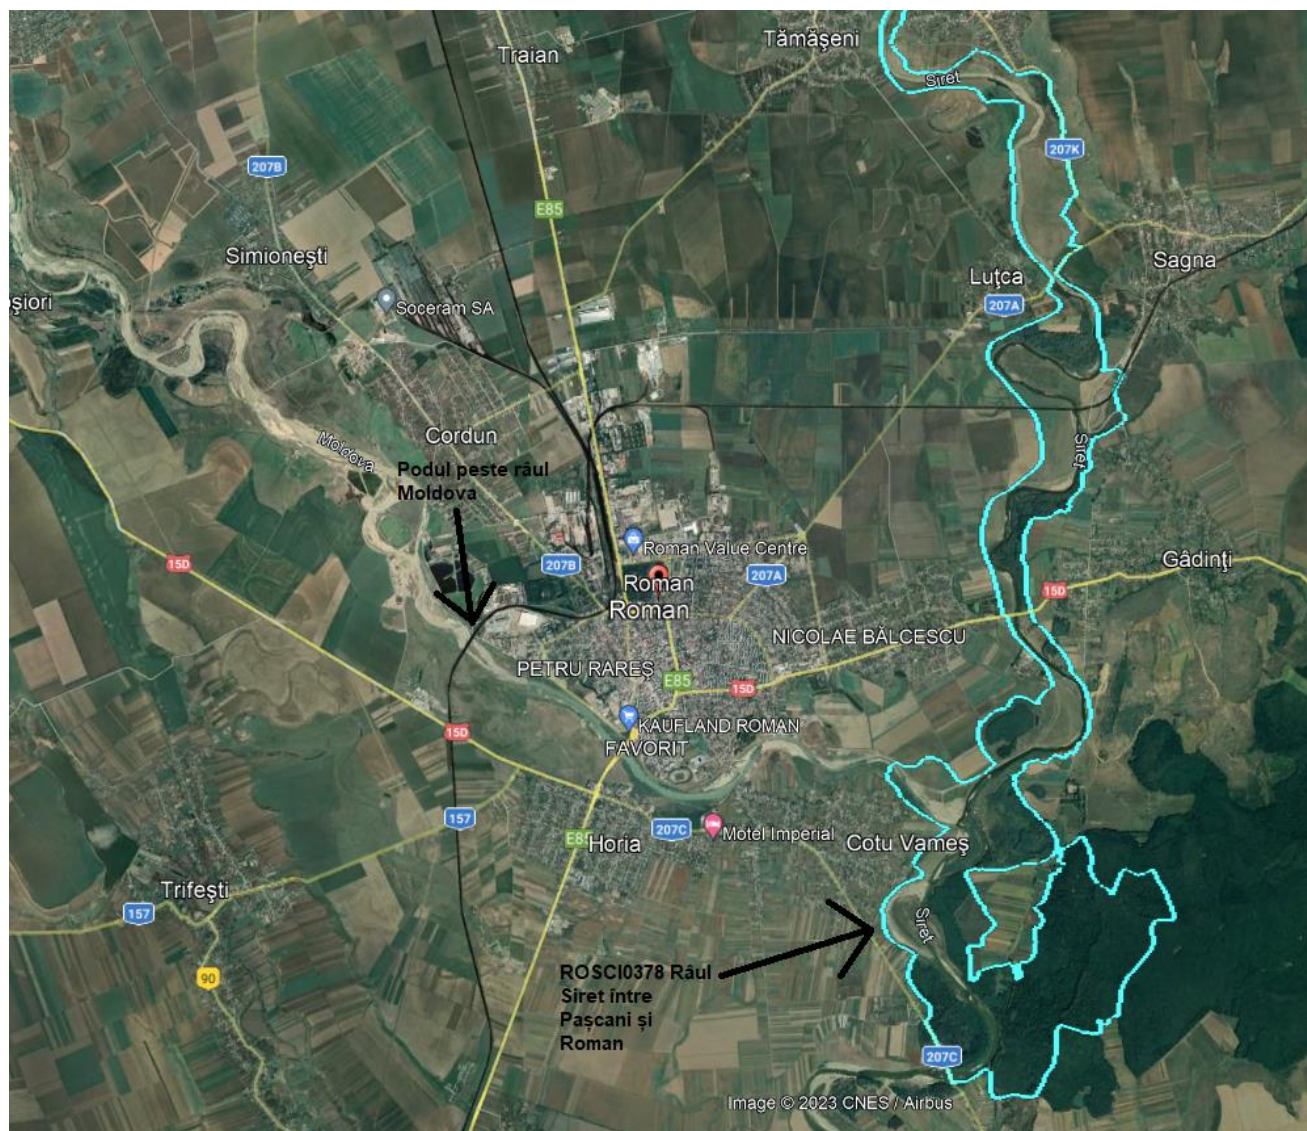 Tămăşeni
Traian
Siret
207K
207B
E85
Simioneşti
Sagna
Luţca
oşiori
207A
Soceram SA
Cordun
Moldova
Podul peste râul
Moldova
Siret
Roman Value Centre
15D
207B
207A
Gâdinţi
Roman
15D
Roman
NICOLAE BĂLCESCU
PETRU RAREŞ
E85
15D
KAUFLAND ROMAN
15D
FAVORIT
157
207C
Motel Imperial
E85
Horia
Cotu Vameş
Trifeşti
157
Siret
90
ROSCI0378 Râul
Siret între
Pașcani și
Roman
207C
Image © 2023 CNES / Airbus